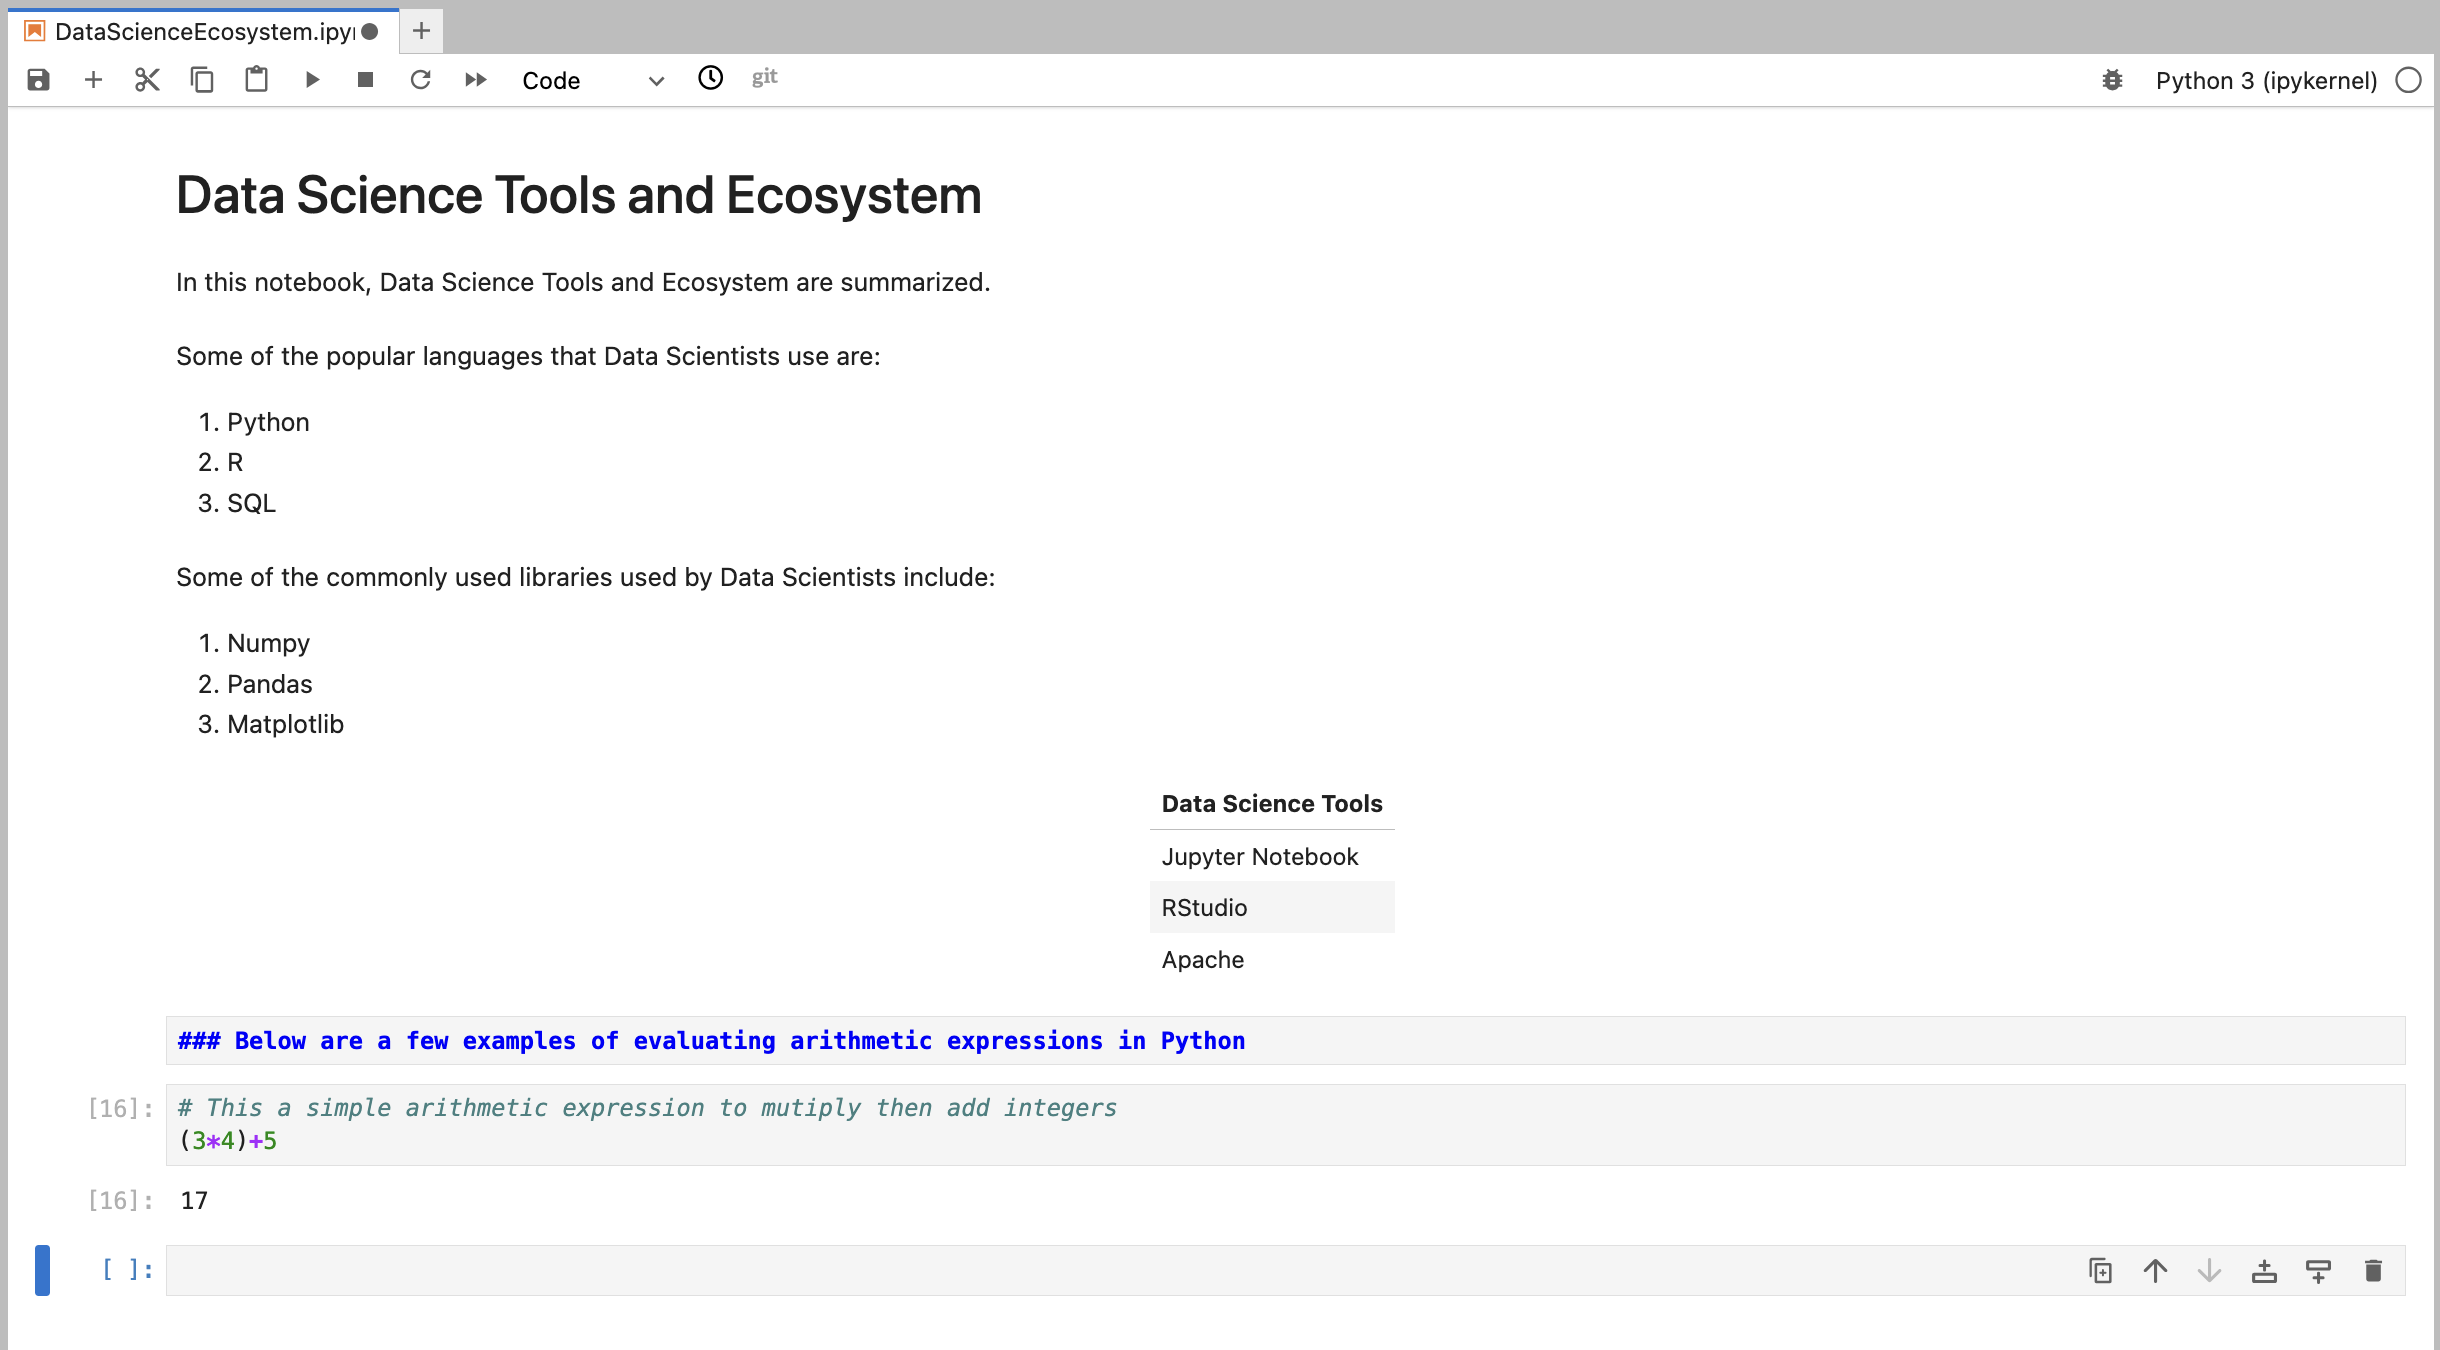 DataScienceEcosystem.ipy
Code
git
Python 3 (ipykernel)
Data Science Tools and Ecosystem
In this notebook, Data Science Tools and Ecosystem are summarized.
Some of the popular languages that Data Scientists use are:
1. Python
2. R
3. SQL
Some of the commonly used libraries used by Data Scientists include:
1. Numpy
2. Pandas
3. Matplotlib
Data Science Tools
Jupyter Notebook
RStudio
Apache
### Below are a few examples of evaluating arithmetic expressions in Python
[16]: # This a simple arithmetic expression to mutiply then add integers
(3*4)+5
[16]: 17
[ ]: